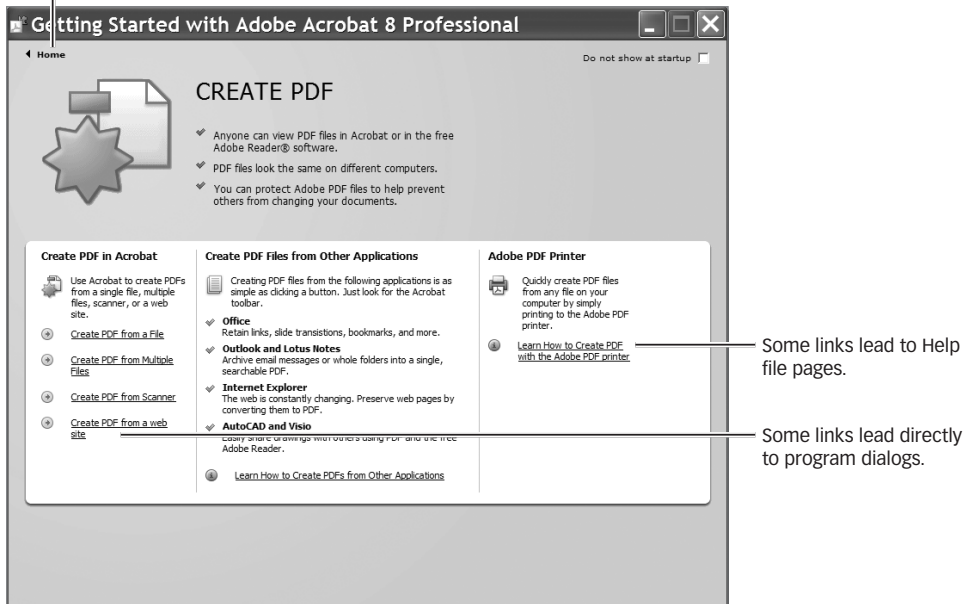 Getting Started with Adobe Acrobat 8 Professional
Home
Do not show at startup
CREATE PDF
Anyone can view PDF files in Acrobat or in the free
Adobe Reader® software.
PDF files look the same on different computers.
You can protect Adobe PDF files to help prevent
others from changing your documents.
Create PDF in Acrobat
Use Acrobat to create PDFs
from a single file, multiple
files, scanner, or a web
site.
Create PDF from a File
Create PDF from Multiple
Files
Create PDF from Scanner
Create PDF from a web
site
Create PDF Files from Other Applications
Creating PDF files from the following applications is as
simple as clicking a button. Just look for the Acrobat
toolbar.
Office
Retain links, slide transistions, bookmarks, and more.
Outlook and Lotus Notes
Archive email messages or whole folders into a single,
searchable PDF.
Internet Explorer
The web is constantly changing. Preserve web pages by
converting them to PDF.
AutoCAD and Visio
Easily share drawings with others using PDF and the free
Adobe Reader.
Learn How to Create PDFs from Other Applications
Adobe PDF Printer
Quickly create PDF files
from any file on your
computer by simply
printing to the Adobe PDF
printer.
Learn How to Create PDF
with the Adobe PDF printer
Some links lead to Help
file pages.
Some links lead directly
to program dialogs.